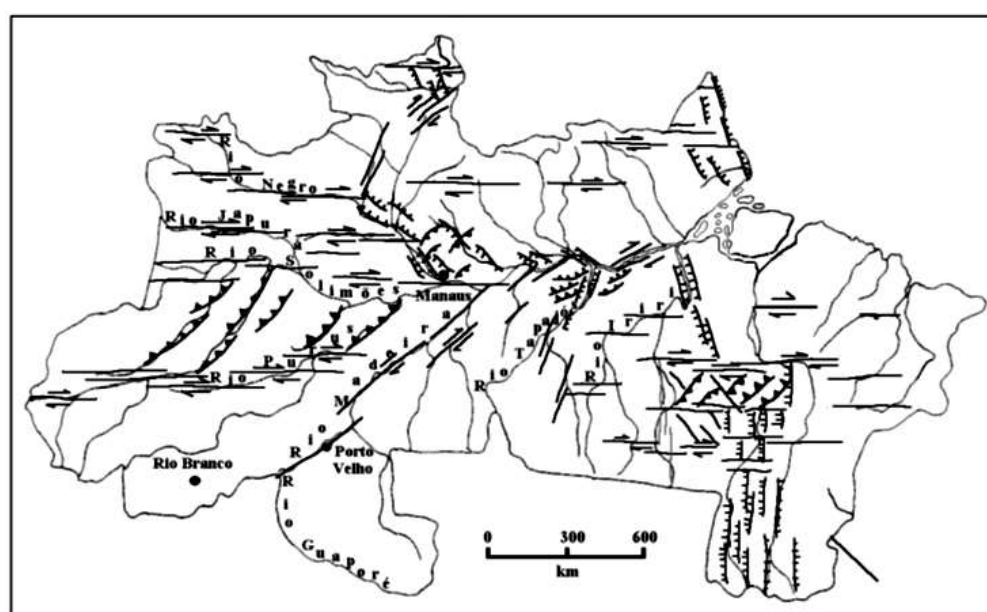 Rio
Negro
Rio Japurá
Rio
Solimões
Manaus
Rio Purus
Rio Madeira
Rio Tapajós
Rio Iriri
Rio Branco
Porto
Velho
Rio
Guaporé
0 300 600
km